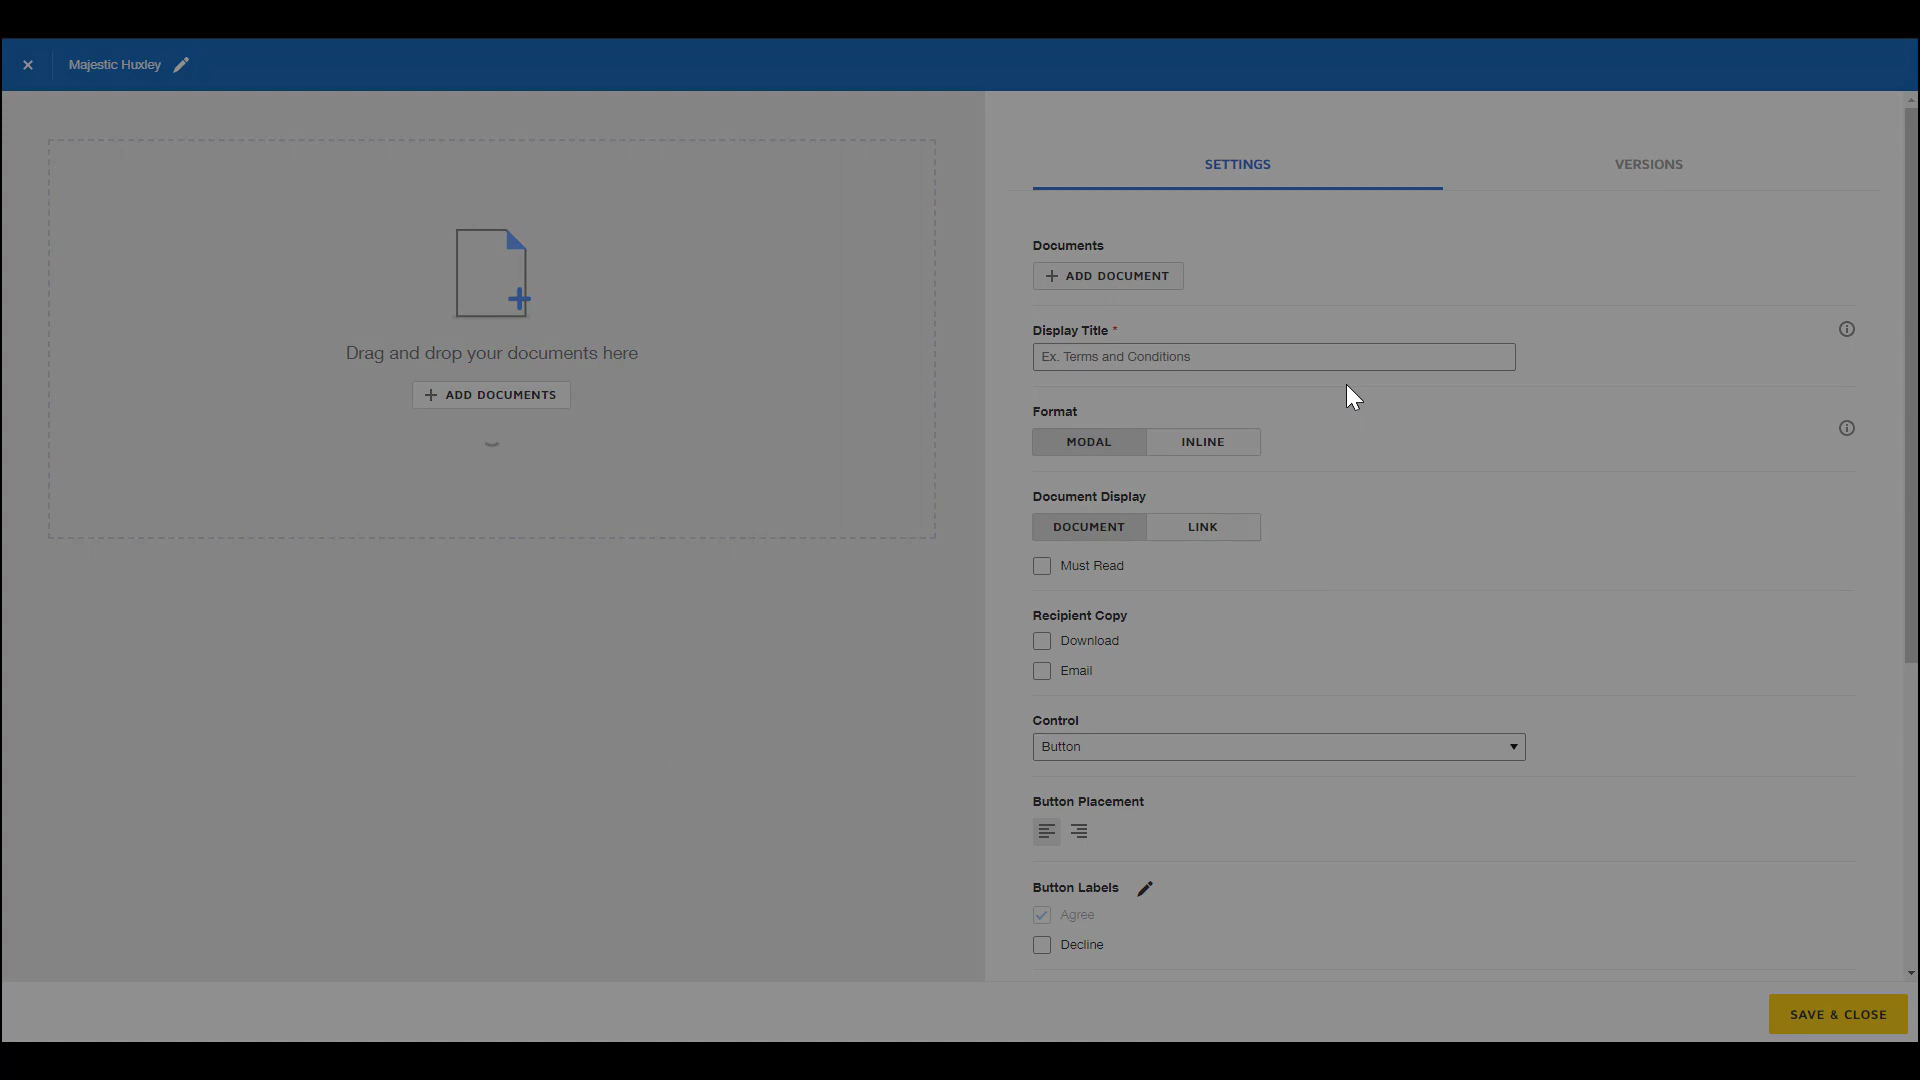 Majestic Huxley
Drag and drop your documents here
ADD DOCUMENTS
SETTINGS
VERSIONS
Documents
ADD DOCUMENT
Display Title *
Ex. Terms and Conditions
Format
MODAL
INLINE
Document Display
DOCUMENT
LINK
Must Read
Recipient Copy
Download
Email
Control
Button
Button Placement
Button Labels
Agree
Decline
SAVE & CLOSE